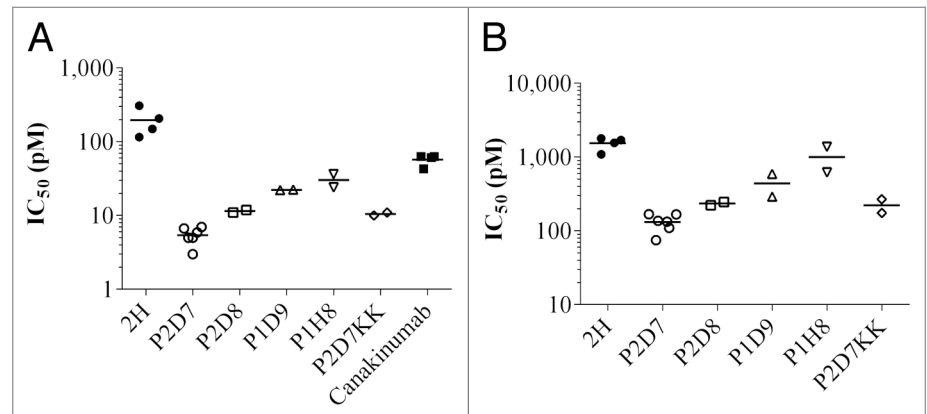 A
IC50 (pM)
1,000
100
10
1
2H
P2D7
P2D8
P1D9
P1H8
P2D7KK
Canakinumab
B
IC50 (pM)
10,000
1,000
100
10
2H
P2D7
P2D8
P1D9
P1H8
P2D7KK